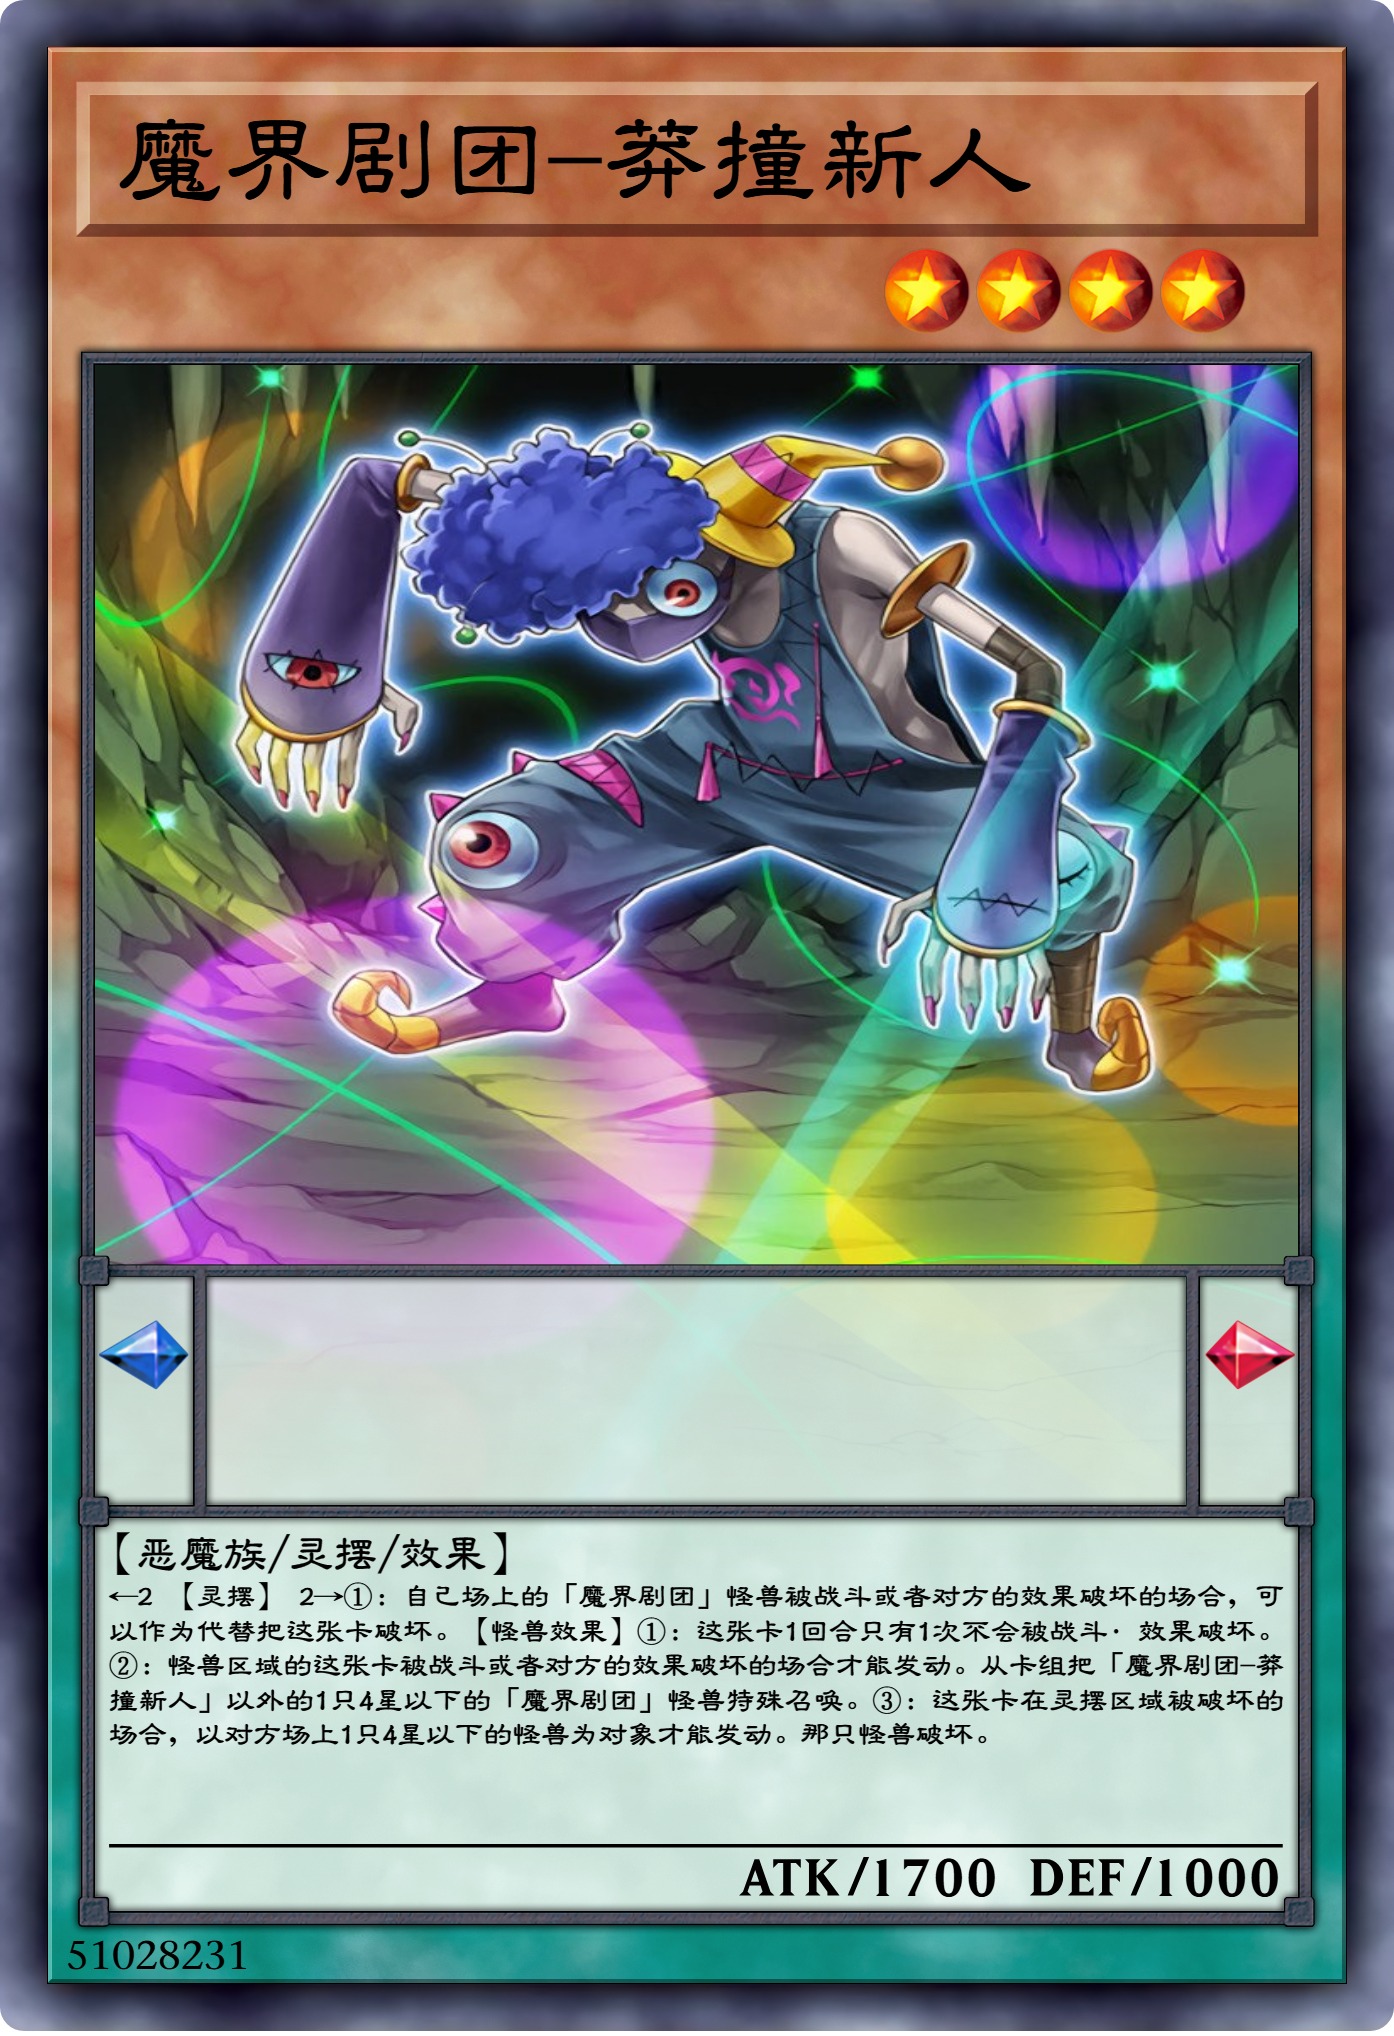 魔界剧团-莽撞新人
【恶魔族/灵摆/效果】
←2 【灵摆】 2→①：自己场上的「魔界剧团」怪兽被战斗或者对方的效果破坏的场合，可
以作为代替把这张卡破坏。【怪兽效果】①：这张卡1回合只有1次不会被战斗·效果破坏。
②：怪兽区域的这张卡被战斗或者对方的效果破坏的场合才能发动。从卡组把「魔界剧团-莽
撞新人」以外的1只4星以下的「魔界剧团」怪兽特殊召唤。③：这张卡在灵摆区域被破坏的
场合，以对方场上1只4星以下的怪兽为对象才能发动。那只怪兽破坏。
ATK/1700 DEF/1000
51028231